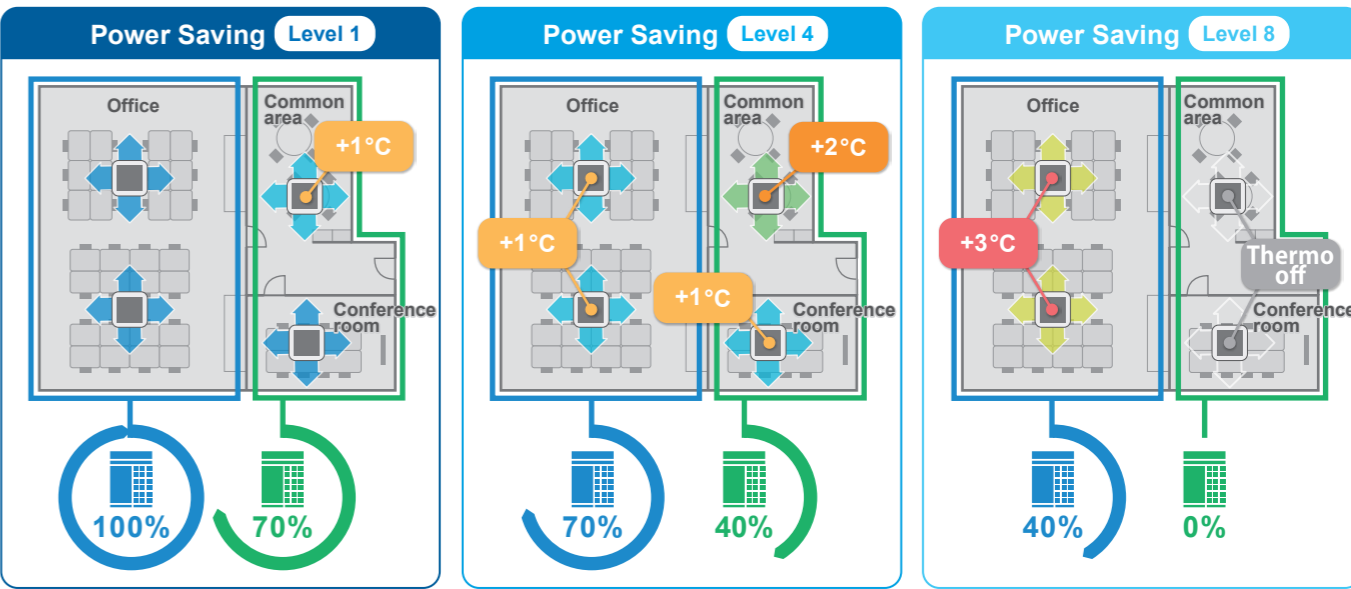 Power Saving Level 1
Office
Common
area
+1°C
Conference
room
100%
70%
Power Saving Level 4
Office
Common
area
+2°C
+1°C
+1°C
Conference
room
70%
40%
Power Saving Level 8
Office
Common
area
+3°C
Thermo
off
Conference
room
40%
0%